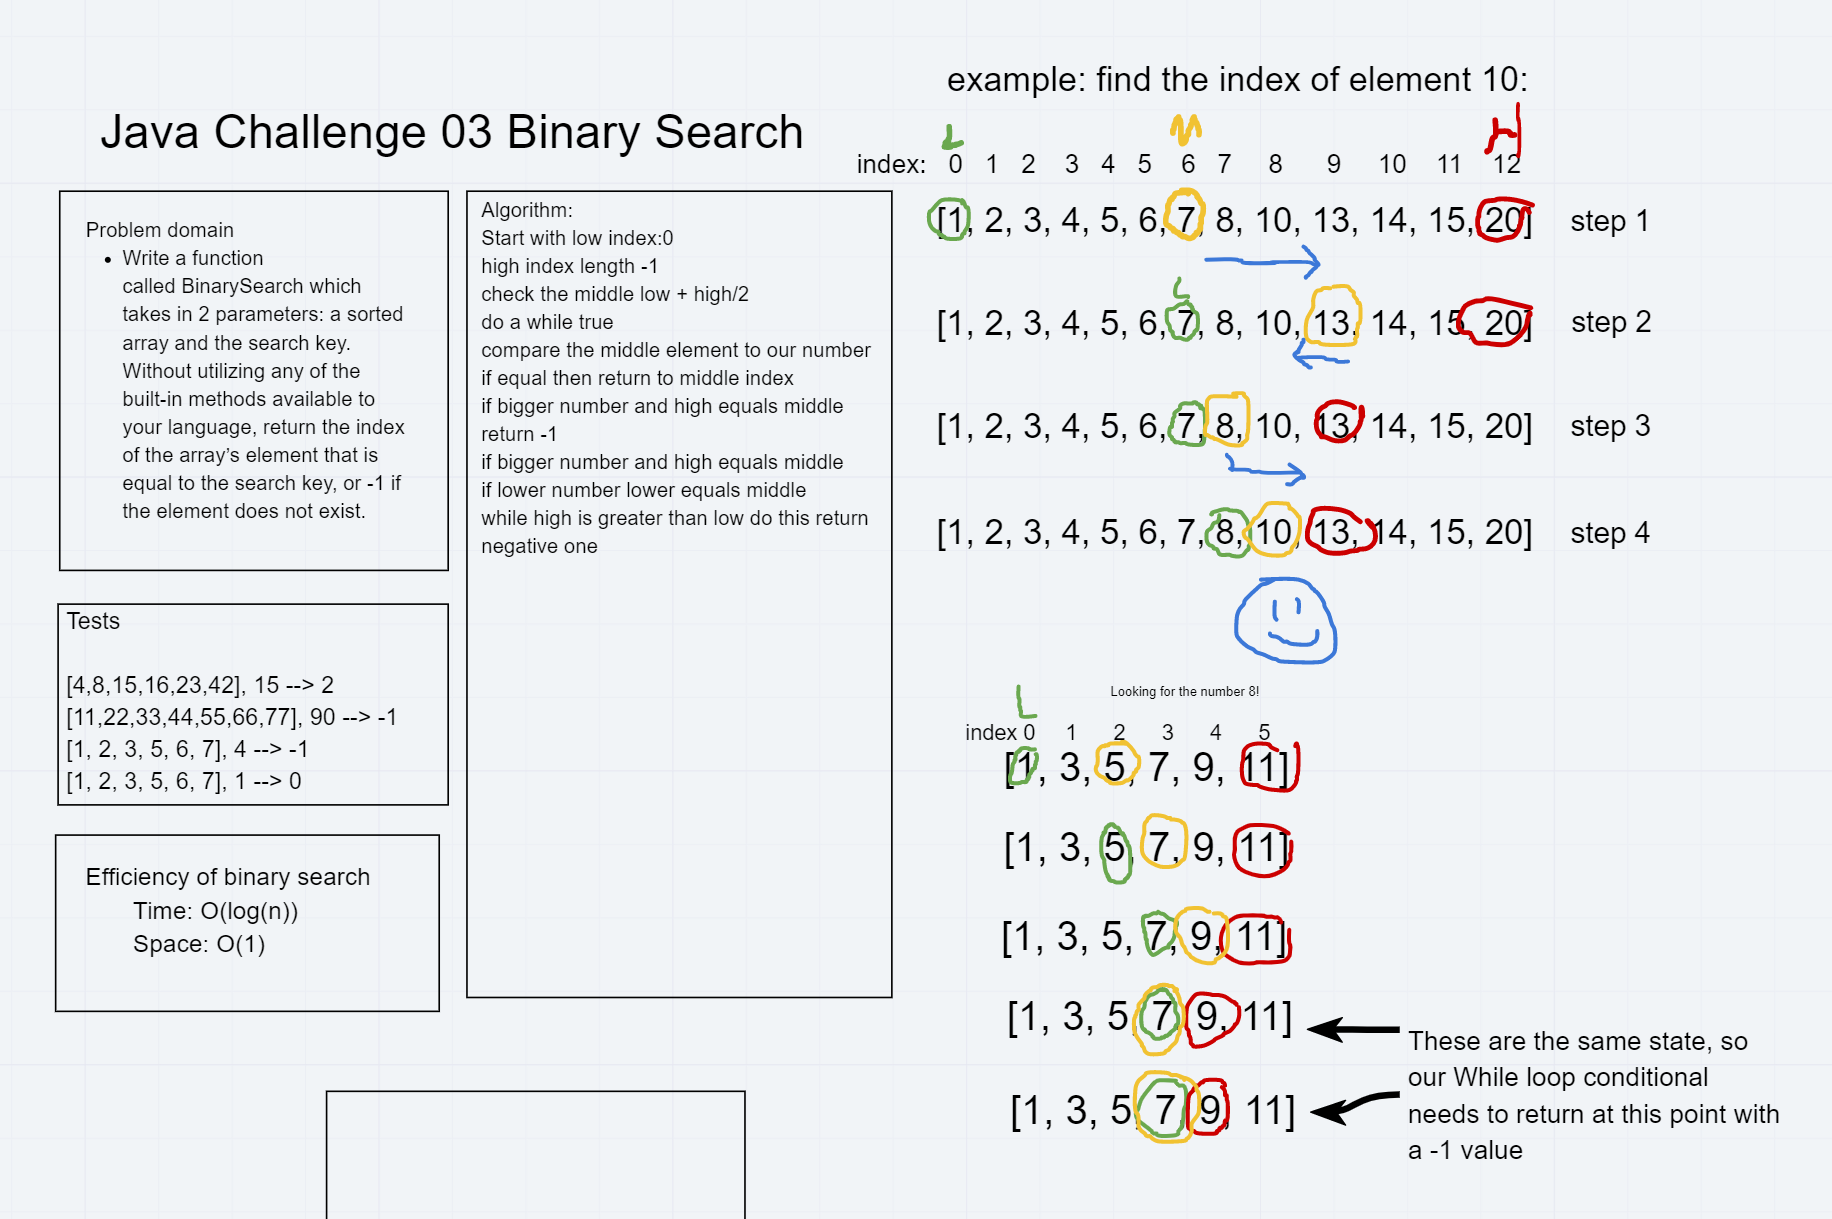 Java Challenge 03 Binary Search
Problem domain
• Write a function
called BinarySearch which
takes in 2 parameters: a sorted
array and the search key.
Without utilizing any of the
built-in methods available to
your language, return the index
of the array’s element that is
equal to the search key, or -1 if
the element does not exist.
Tests
[4,8,15,16,23,42], 15 --> 2
[11,22,33,44,55,66,77], 90 --> -1
[1, 2, 3, 5, 6, 7], 4 --> -1
[1, 2, 3, 5, 6, 7], 1 --> 0
Efficiency of binary search
Time: O(log(n))
Space: O(1)
Algorithm:
Start with low index:0
high index length -1
check the middle low + high/2
do a while true
compare the middle element to our number
if equal then return to middle index
if bigger number and high equals middle
return -1
if bigger number and high equals middle
if lower number lower equals middle
while high is greater than low do this return
negative one
example: find the index of element 10:
L M H
index: 0 1 2 3 4 5 6 7 8 9 10 11 12
[1, 2, 3, 4, 5, 6, 7, 8, 10, 13, 14, 15, 20] step 1
L
[1, 2, 3, 4, 5, 6, 7, 8, 10, 13, 14, 15, 20] step 2
[1, 2, 3, 4, 5, 6, 7, 8, 10, 13, 14, 15, 20] step 3
[1, 2, 3, 4, 5, 6, 7, 8, 10, 13, 14, 15, 20] step 4
Looking for the number 8!
L
index 0 1 2 3 4 5
[1, 3, 5, 7, 9, 11]
[1, 3, 5, 7, 9, 11]
[1, 3, 5, 7, 9, 11]
[1, 3, 5, 7, 9, 11]
[1, 3, 5, 7, 9, 11]
These are the same state, so
our While loop conditional
needs to return at this point with
a -1 value